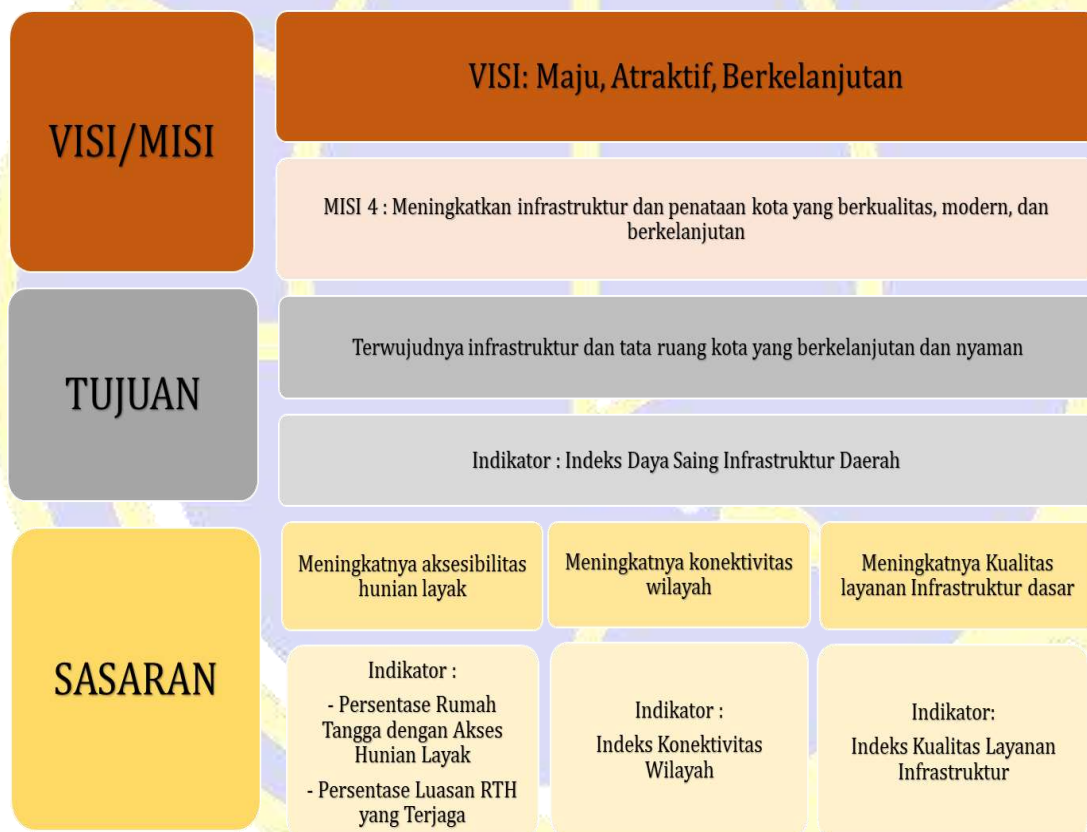 VISI/MISI
VISI: Maju, Atraktif, Berkelanjutan
MISI 4 : Meningkatkan infrastruktur dan penataan kota yang berkualitas, modern, dan
berkelanjutan
TUJUAN
Terwujudnya infrastruktur dan tata ruang kota yang berkelanjutan dan nyaman
Indikator : Indeks Daya Saing Infrastruktur Daerah
SASARAN
Meningkatnya aksesibilitas
hunian layak
Indikator :
- Persentase Rumah
Tangga dengan Akses
Hunian Layak
- Persentase Luasan RTH
yang Terjaga
Meningkatnya konektivitas
wilayah
Indikator :
Indeks Konektivitas
Wilayah
Meningkatnya Kualitas
layanan Infrastruktur dasar
Indikator:
Indeks Kualitas Layanan
Infrastruktur